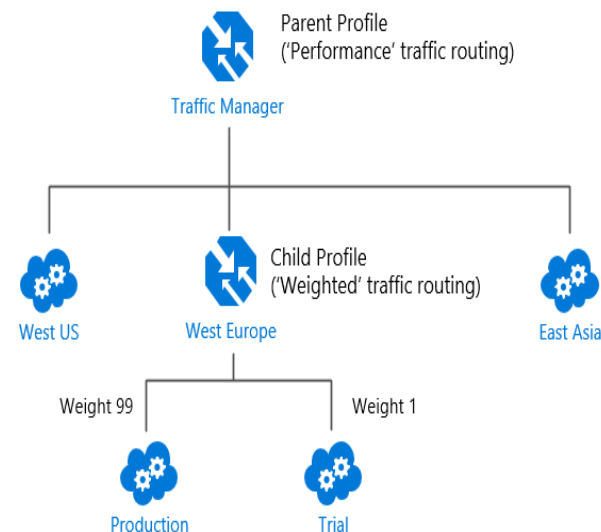 Parent Profile
('Performance' traffic routing)
Traffic Manager
Child Profile
('Weighted' traffic routing)
West US
West Europe
East Asia
Weight 99
Weight 1
Production
Trial